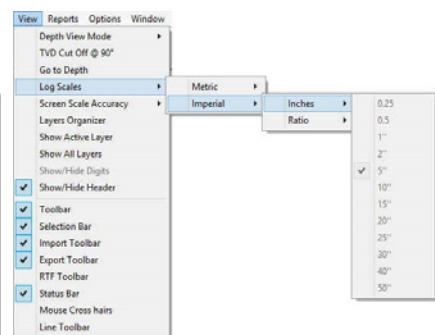 View Reports Options Window
Depth View Mode
TVD Cut Off @ 90°
Go to Depth
Log Scales
Screen Scale Accuracy
Layers Organizer
Show Active Layer
Show All Layers
Show/Hide Digits
Show/Hide Header
Toolbar
Selection Bar
Import Toolbar
Export Toolbar
RTF Toolbar
Status Bar
Mouse Cross hairs
Line Toolbar
Metric
Imperial
Inches
Ratio
0.25
0.5
1"
2"
5"
10"
15"
20"
25"
30"
40"
50"